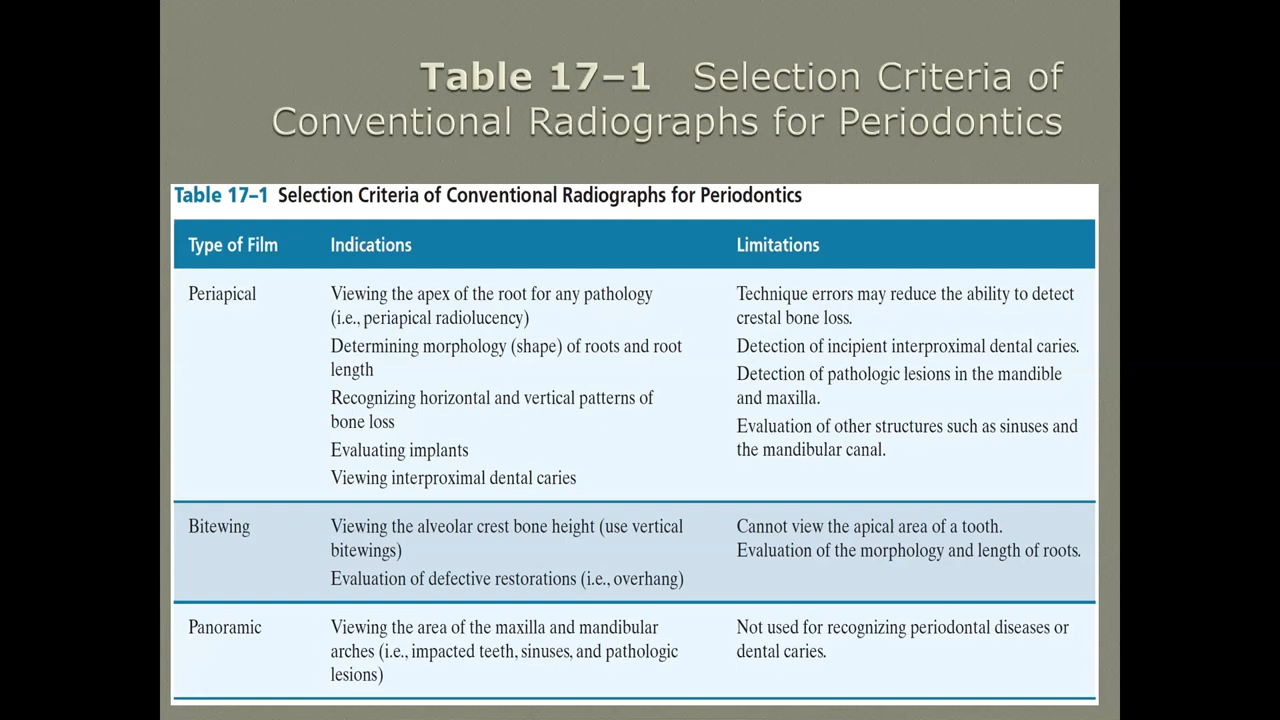 Table 17–1 Selection Criteria of
Conventional Radiographs for Periodontics
Table 17–1 Selection Criteria of Conventional Radiographs for Periodontics
Type of Film Indications Limitations
Periapical
Viewing the apex of the root for any pathology
(i.e., periapical radiolucency)
Determining morphology (shape) of roots and root
length
Recognizing horizontal and vertical patterns of
bone loss
Evaluating implants
Viewing interproximal dental caries
Technique errors may reduce the ability to detect
crestal bone loss.
Detection of incipient interproximal dental caries.
Detection of pathologic lesions in the mandible
and maxilla.
Evaluation of other structures such as sinuses and
the mandibular canal.
Bitewing
Viewing the alveolar crest bone height (use vertical
bitewings)
Evaluation of defective restorations (i.e., overhang)
Cannot view the apical area of a tooth.
Evaluation of the morphology and length of roots.
Panoramic
Viewing the area of the maxilla and mandibular
arches (i.e., impacted teeth, sinuses, and pathologic
lesions)
Not used for recognizing periodontal diseases or
dental caries.